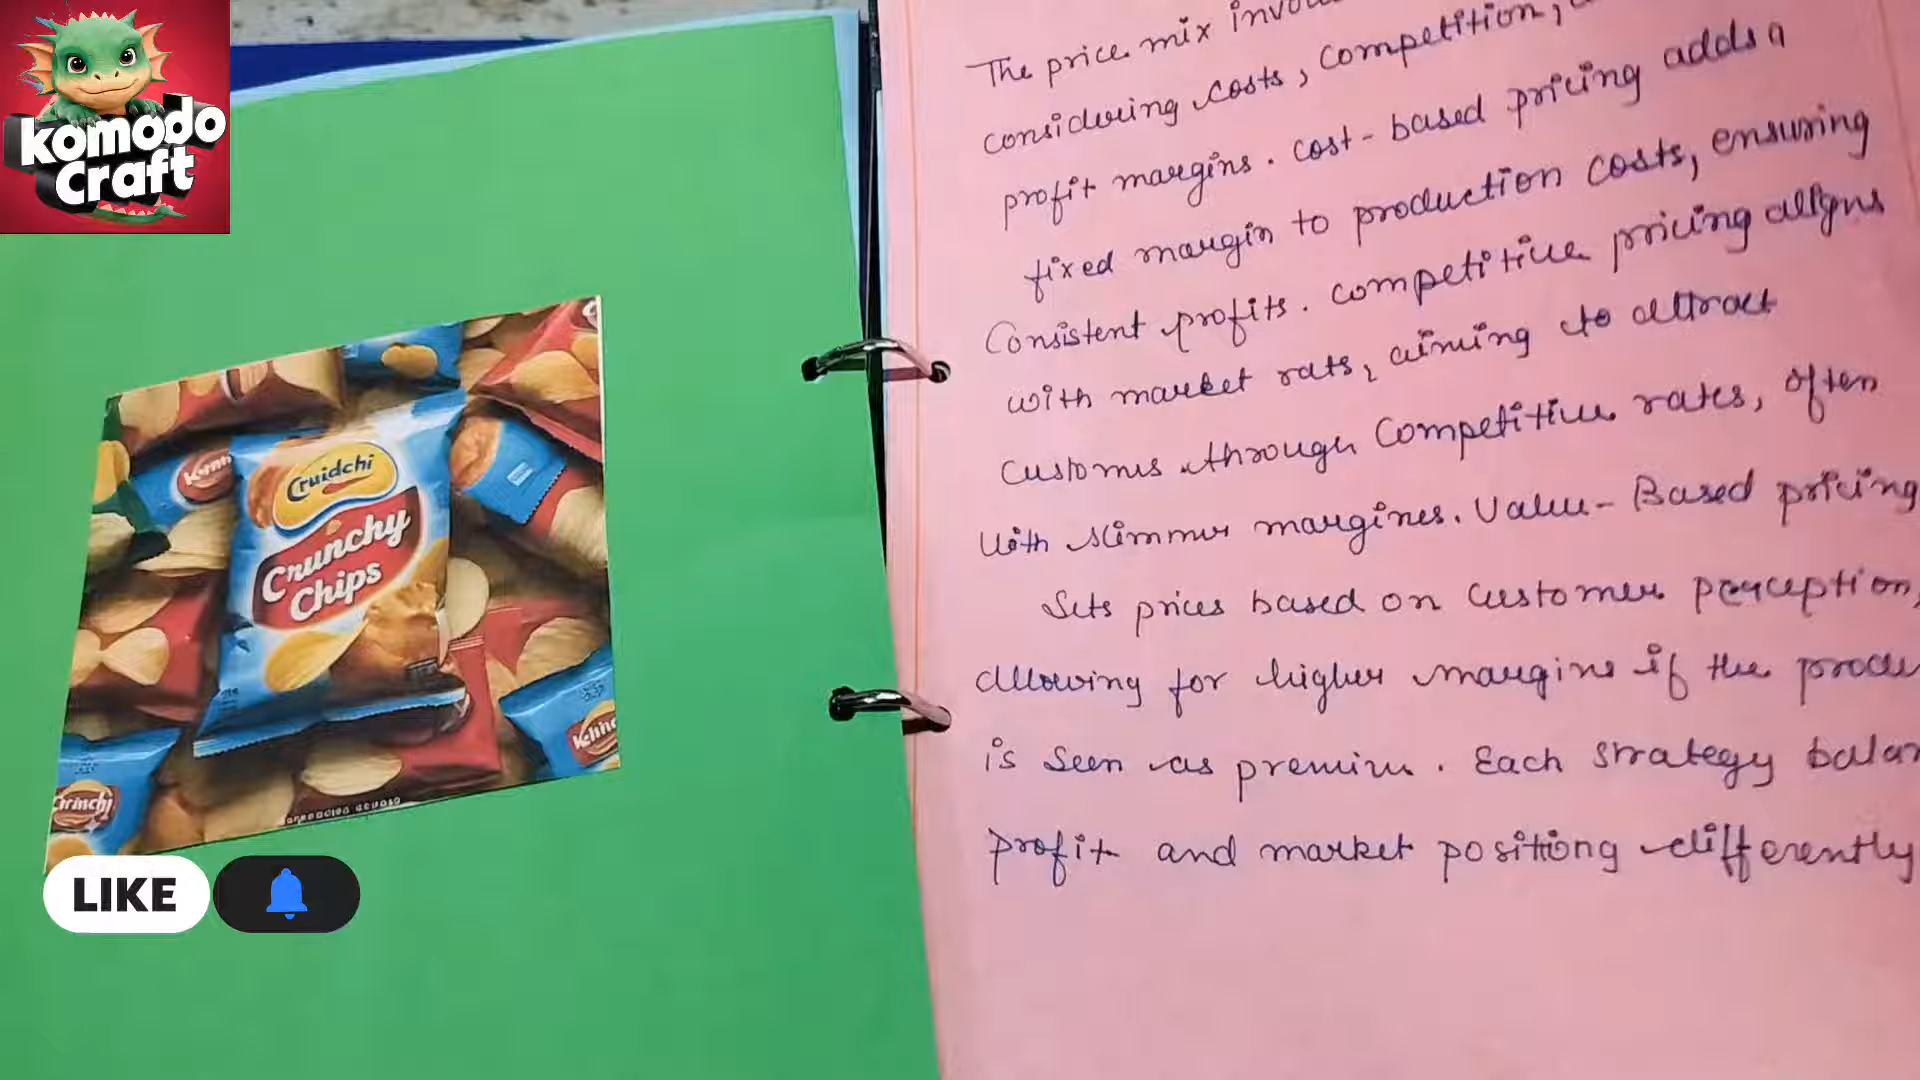 komodo
craft
Cruidchi
Crunchy
Chips
LIKE
The price mix
considering costs, competition,
profit margins. cost-based pricing adds a
fixed margin to production costs, ensuring
Consistent profits. Competitive pricing aligns
with market rats, aiming to attract
Customers through Competitive rates, often
With slimmer margines. Value-Based pricing
Sets prices based on customer perception,
allowing for higher margins if the
is seen as premium. Each strategy
profit and market positiong differently